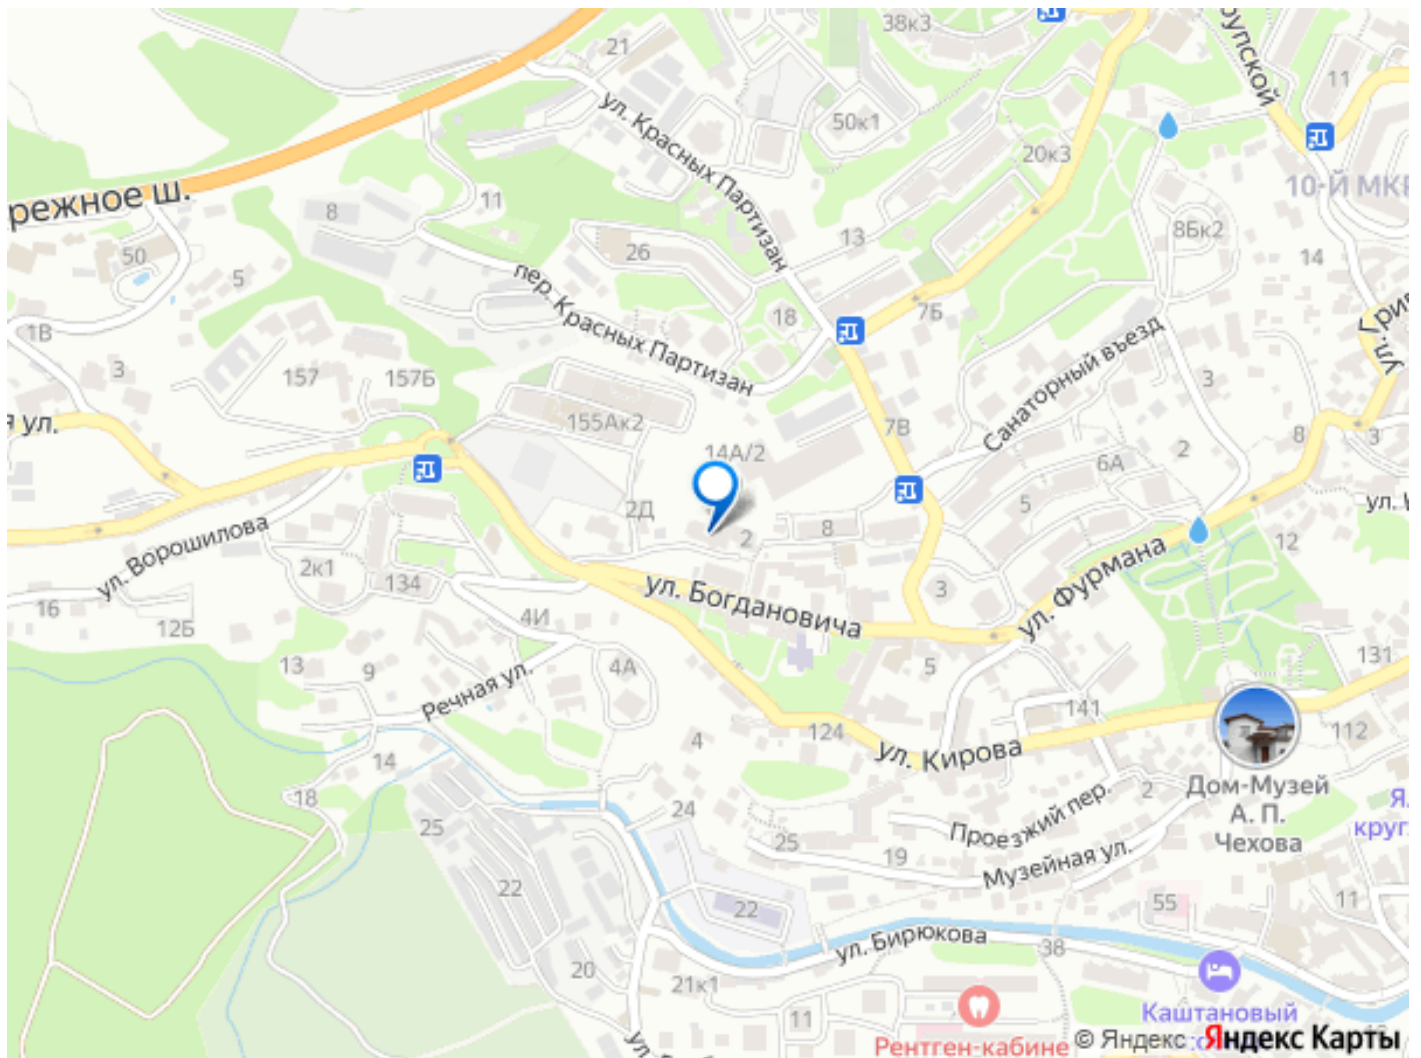 38к3
рупской
21
11
ул. Красных Партизан
50к1
20к3
10-Й МКР
режное ш.
8
11
13
8Бк2
50
26
14
5
пер. Красных Партизан
ул. Грив
1В
18
7Б
3
157
157Б
Санаторный въезд
3
я ул.
155Ак2
7В
8
3
14А/2
6А
2
2Д
5
8
2
ул. Ворошилова
12
2к1
134
ул. Богдановича
3
ул. Фурмана
16
12Б
4И
13
9
4А
5
131
Речная ул.
141
4
124
112
14
ул. Кирова
18
2
Дом-Музей
А. П.
Чехова
25
24
Проезжий пер.
круг
25
19
Музейная ул.
22
22
55
11
ул. Бирюкова
38
20
21к1
11
Каштановый
Рентген-кабине
© Яндекс
Яндекс Карты